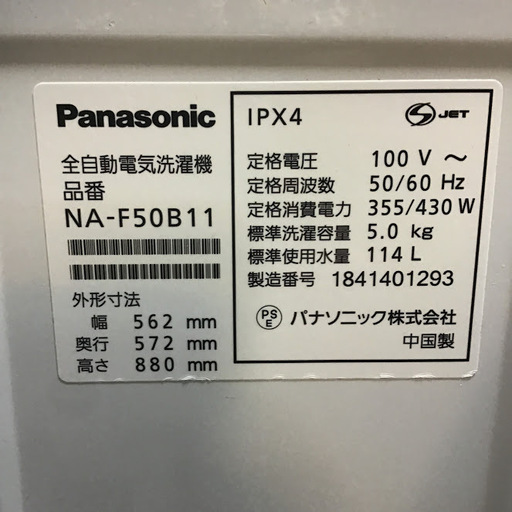 Panasonic
全自動電気洗濯機
品番
NA-F50B11
外形寸法
幅 562 mm
奥行 572 mm
高さ 880 mm
IPX4
S JET
定格電圧 100 V ～
定格周波数 50/60 Hz
定格消費電力 355/430 W
標準洗濯容量 5.0 kg
標準使用水量 114 L
製造番号 1841401293
PS E パナソニック株式会社
中国製